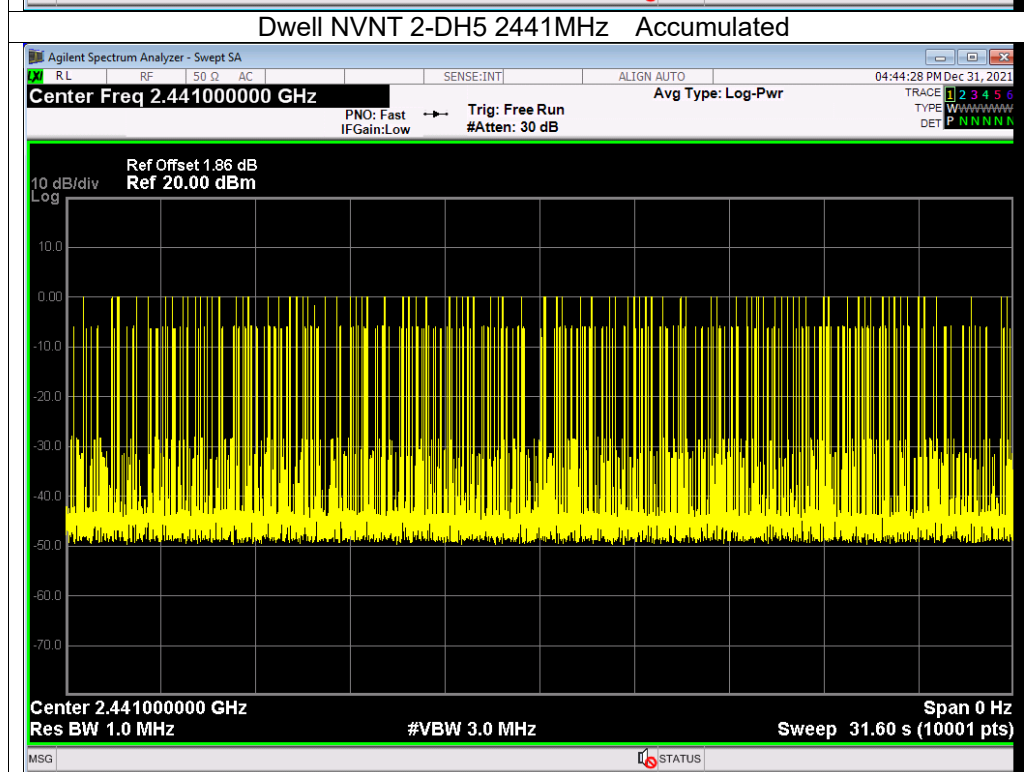 Dwell NVNT 2-DH5 2441MHz Accumulated
Agilent Spectrum Analyzer - Swept SA
LXI RL RF 50 Ω AC SENSE:INT ALIGN AUTO 04:44:28 PM Dec 31, 2021
Center Freq 2.441000000 GHz Avg Type: Log-Pwr TRACE 1 2 3 4 5 6
PNO: Fast Trig: Free Run TYPE WWWWWWW
IFGain:Low #Atten: 30 dB DET P N N N N N
Ref Offset 1.86 dB
10 dB/div Ref 20.00 dBm
Log
10.0
0.00
-10.0
-20.0
-30.0
-40.0
-50.0
-60.0
-70.0
Center 2.441000000 GHz Span 0 Hz
Res BW 1.0 MHz #VBW 3.0 MHz Sweep 31.60 s (10001 pts)
MSG STATUS